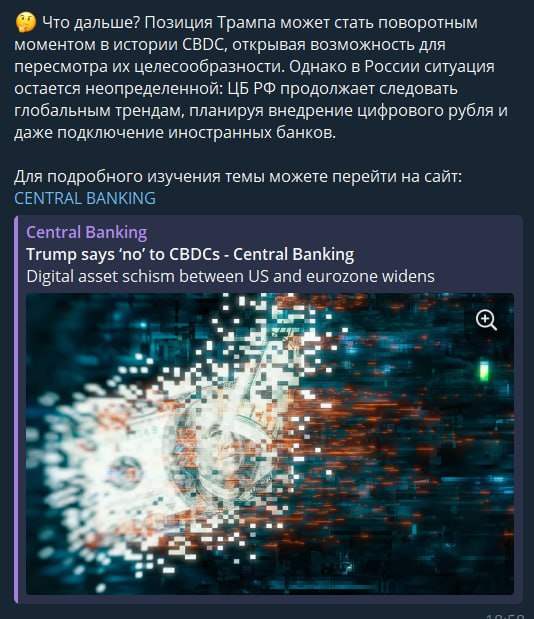 🤔 Что дальше? Позиция Трампа может стать поворотным
моментом в истории CBDC, открывая возможность для
пересмотра их целесообразности. Однако в России ситуация
остается неопределенной: ЦБ РФ продолжает следовать
глобальным трендам, планируя внедрение цифрового рубля и
даже подключение иностранных банков.
Для подробного изучения темы можете перейти на сайт:
CENTRAL BANKING
Central Banking
Trump says ‘no’ to CBDCs - Central Banking
Digital asset schism between US and eurozone widens